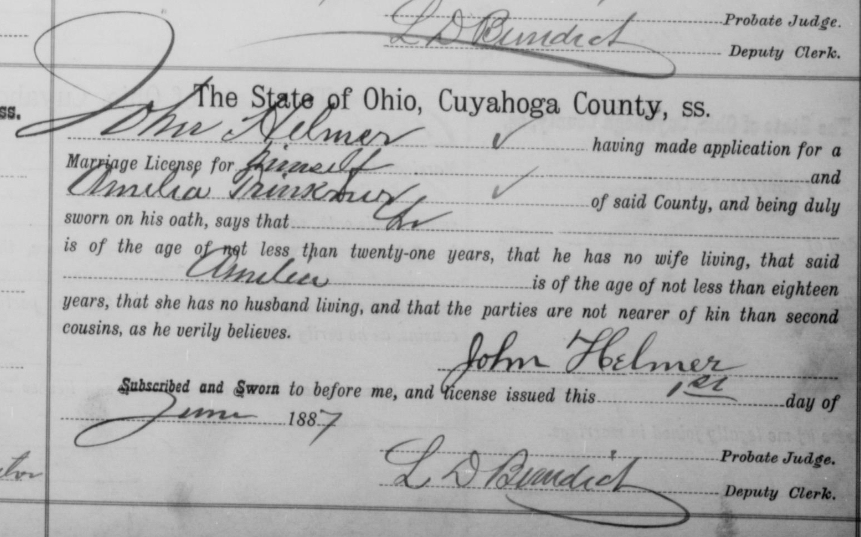 Probate Judge.
L D Benedict
Deputy Clerk.
ss.
The State of Ohio, Cuyahoga County, ss.
John Helmer ✓ having made application for a
Marriage License for himself and
Amelia ✓ of said County, and being duly
sworn on his oath, says that he
is of the age of not less than twenty-one years, that he has no wife living, that said
Amelia is of the age of not less than eighteen
years, that she has no husband living, and that the parties are not nearer of kin than second
cousins, as he verily believes.
John Helmer
Subscribed and Sworn to before me, and license issued this 1st day of
June 1887
Probate Judge.
L D Benedict
Deputy Clerk.